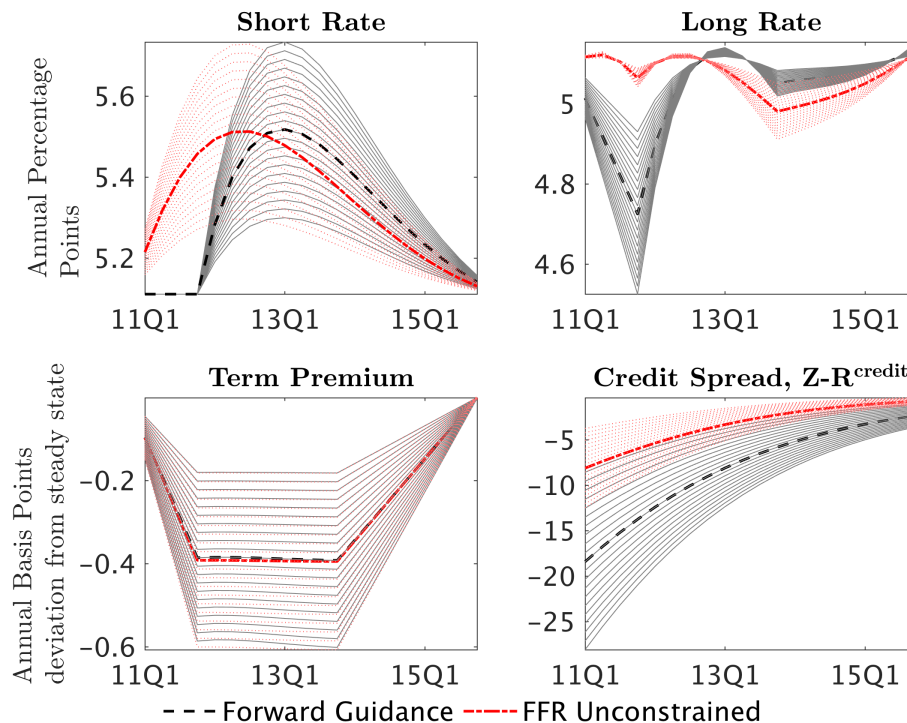 Short Rate
Long Rate
Annual Percentage
Points
5.6
5.4
5.2
5
4.8
4.6
11Q1 13Q1 15Q1
11Q1 13Q1 15Q1
Term Premium
Credit Spread, Z-R^credit
Annual Basis Points
deviation from steady state
-0.2
-0.4
-0.6
-5
-10
-15
-20
-25
11Q1 13Q1 15Q1
11Q1 13Q1 15Q1
Forward Guidance FFR Unconstrained